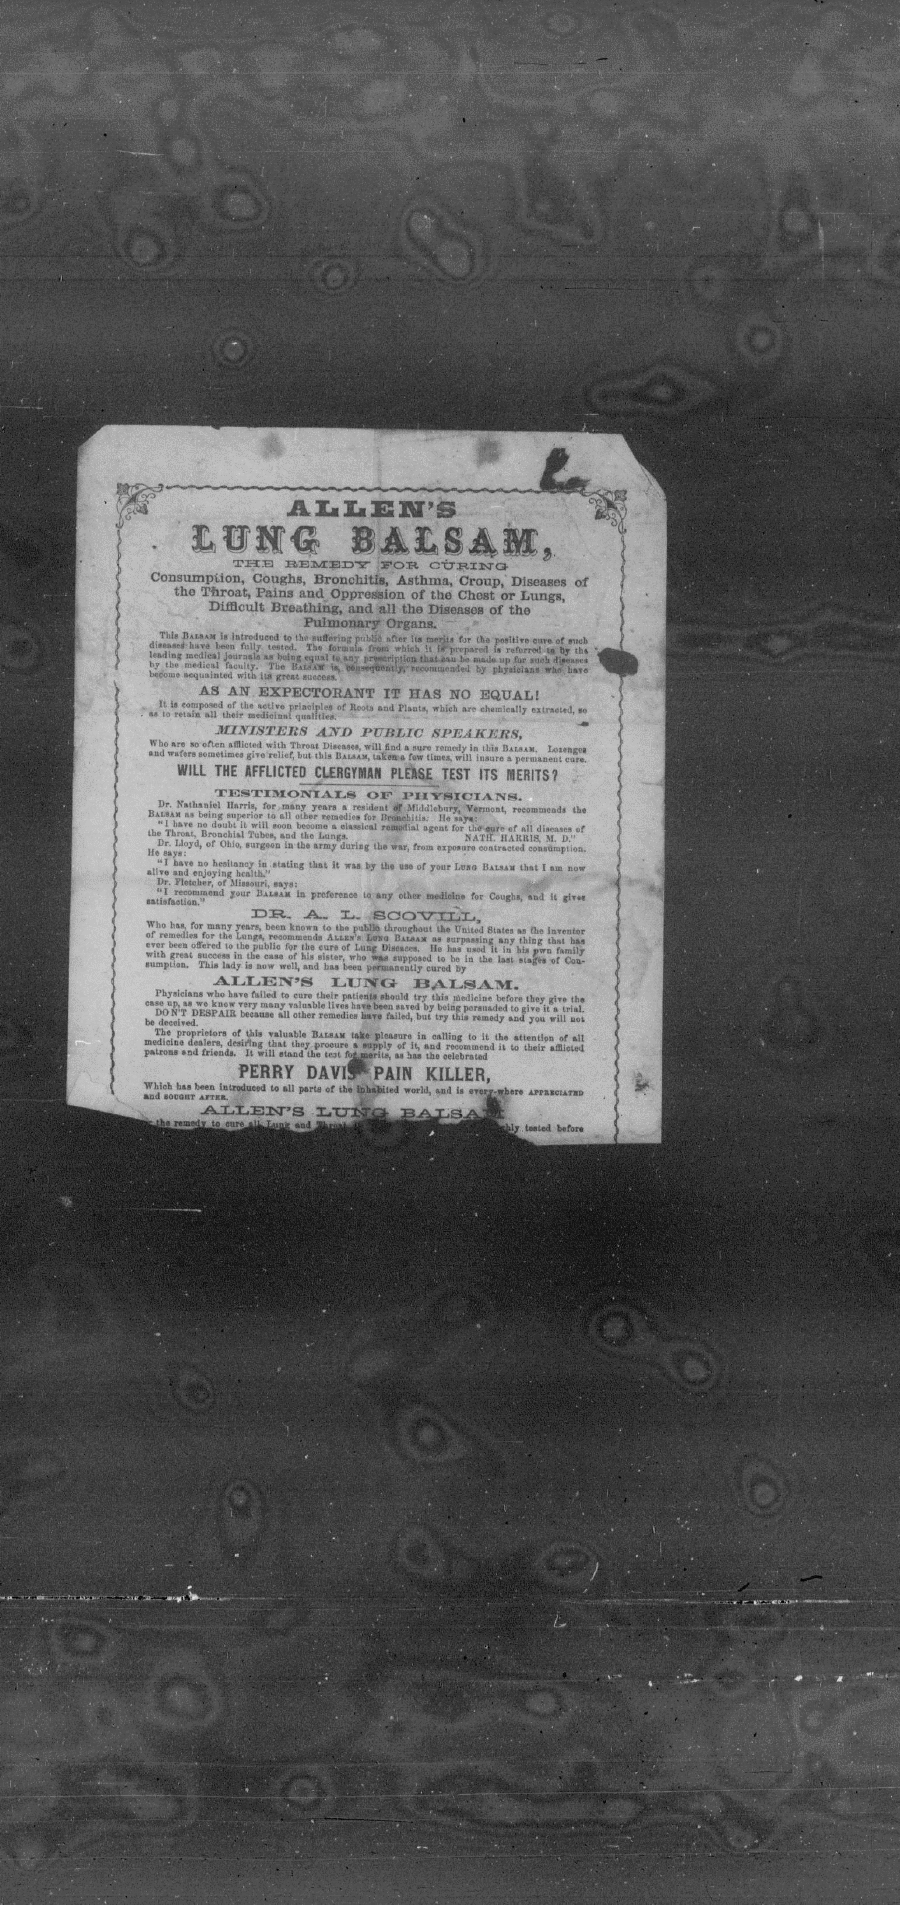 ALLEN'S
LUNG BALSAM,
THE REMEDY FOR CURING
Consumption, Coughs, Bronchitis, Asthma, Croup, Diseases of
the Throat, Pains and Oppression of the Chest or Lungs,
Difficult Breathing, and all the Diseases of the
Pulmonary Organs.
This BALSAM is introduced to the suffering public after its merits for the positive cure of such
diseases have been fully tested. The formula from which it is prepared is referred to by the
leading medical journals as being equal to any prescription that can be made up for such diseases
by the medical faculty. The BALSAM is, consequently, recommended by physicians who have
become acquainted with its great success.
AS AN EXPECTORANT IT HAS NO EQUAL!
It is composed of the active principles of Roots and Plants, which are chemically extracted, so
as to retain all their medicinal qualities.
MINISTERS AND PUBLIC SPEAKERS,
Who are so often afflicted with Throat Diseases, will find a sure remedy in this BALSAM. Lozenges
and wafers sometimes give relief, but this BALSAM, taken a few times, will insure a permanent cure.
WILL THE AFFLICTED CLERGYMAN PLEASE TEST ITS MERITS?
TESTIMONIALS OF PHYSICIANS.
Dr. Nathaniel Harris, for many years a resident of Middlebury, Vermont, recommends the
BALSAM as being superior to all other remedies for Bronchitis. He says:
"I have no doubt it will soon become a classical remedial agent for the cure of all diseases of
the Throat, Bronchial Tubes, and the Lungs. NATH. HARRIS, M. D."
Dr. Lloyd, of Ohio, surgeon in the army during the war, from exposure contracted consumption.
He says:
"I have no hesitancy in stating that it was by the use of your LUNG BALSAM that I am now
alive and enjoying health."
Dr. Fletcher, of Missouri, says:
"I recommend your BALSAM in preference to any other medicine for Coughs, and it gives
satisfaction."
DR. A. L. SCOVILL,
Who has, for many years, been known to the public throughout the United States as the inventor
of remedies for the Lungs, recommends ALLEN'S LUNG BALSAM as surpassing any thing that has
ever been offered to the public for the cure of Lung Diseases. He has used it in his own family
with great success in the case of his sister, who was supposed to be in the last stages of Con-
sumption. This lady is now well, and has been permanently cured by
ALLEN'S LUNG BALSAM.
Physicians who have failed to cure their patients should try this medicine before they give the
case up, as we know very many valuable lives have been saved by being persuaded to give it a trial.
DON'T DESPAIR because all other remedies have failed, but try this remedy and you will not
be deceived.
The proprietors of this valuable BALSAM take pleasure in calling to it the attention of all
medicine dealers, desiring that they procure a supply of it, and recommend it to their afflicted
patrons and friends. It will stand the test for merits, as has the celebrated
PERRY DAVIS' PAIN KILLER,
Which has been introduced to all parts of the inhabited world, and is every-where APPRECIATED
AND SOUGHT AFTER.
ALLEN'S LUNG BALSAM
the remedy to cure all Lung and Throat tested before